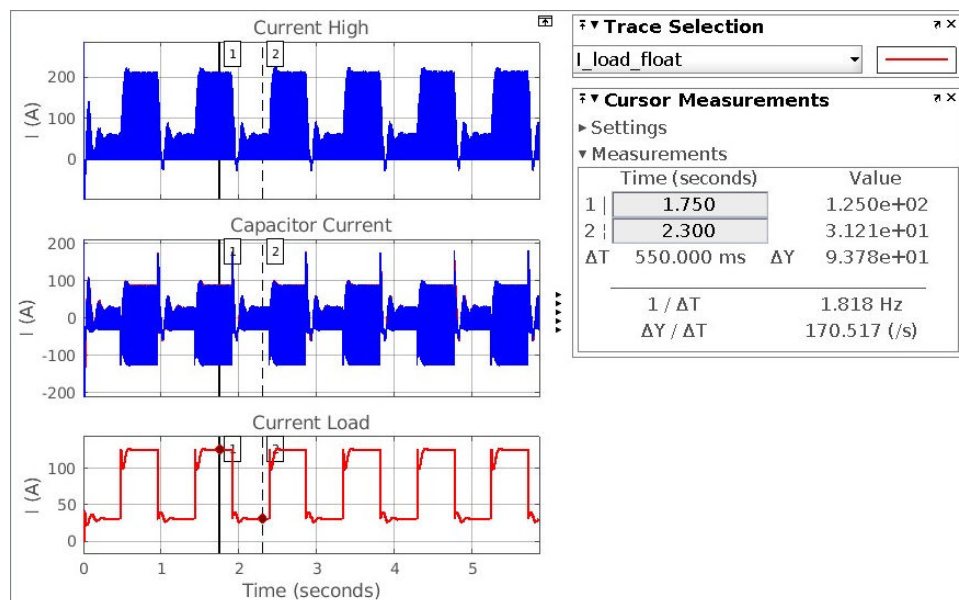 Current High
I (A)
200
100
0
1
2
Capacitor Current
I (A)
200
100
0
-100
-200
1
2
Current Load
I (A)
100
50
0
1
2
0
1
2
3
4
5
Time (seconds)
Trace Selection
I_load_float
Cursor Measurements
Settings
Measurements
Time (seconds) Value
1 | 1.750 1.250e+02
2 ¦ 2.300 3.121e+01
ΔT 550.000 ms ΔY 9.378e+01
1 / ΔT 1.818 Hz
ΔY / ΔT 170.517 (/s)